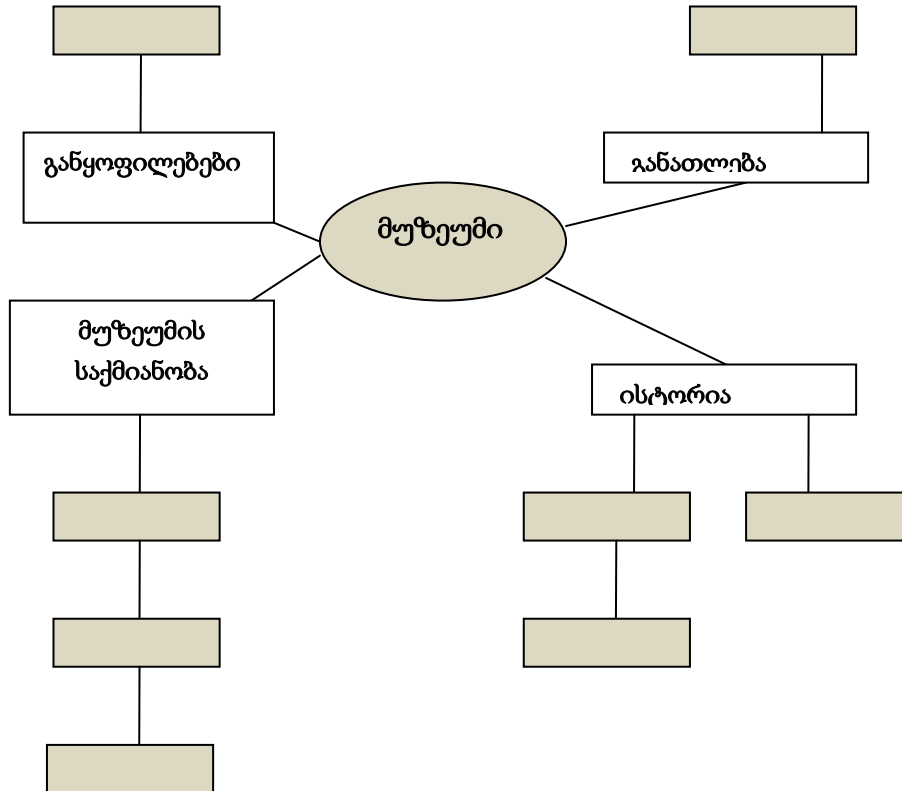 განყოფილებები
განათლება
მუზეუმი
მუზეუმის
საქმიანობა
ისტორია